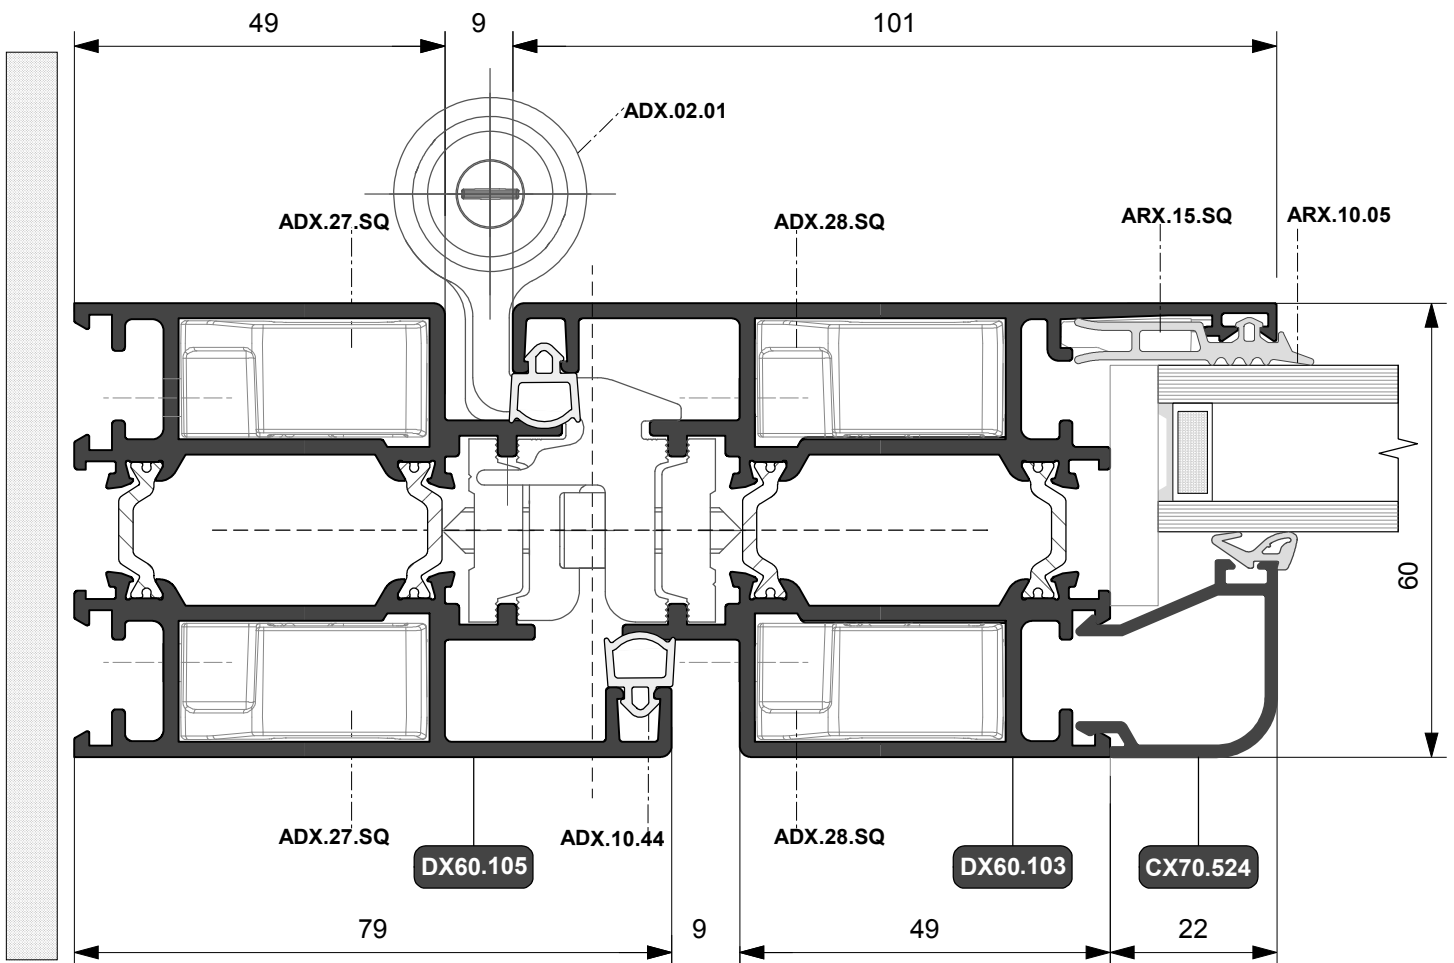 49 9 101
ADX.02.01
ADX.27.SQ ADX.28.SQ ARX.15.SQ ARX.10.05
60
ADX.27.SQ ADX.10.44 ADX.28.SQ
DX60.105 DX60.103 CX70.524
79 9 49 22